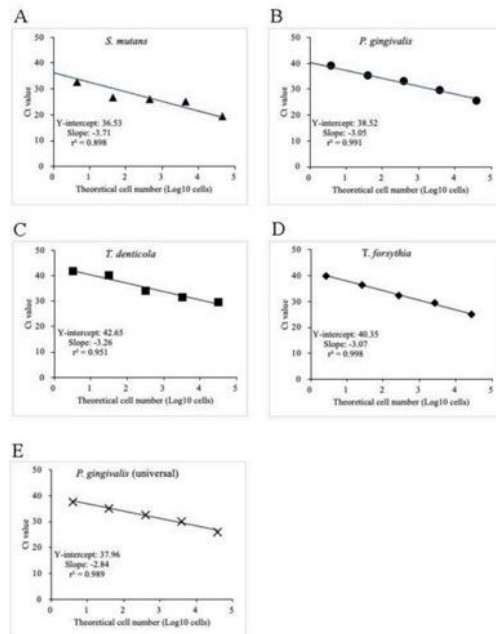 A
S. mutans
50
40
30
20
10
0
Ct value
Y-intercept: 36.53
Slope: -3.71
r² = 0.898
0 1 2 3 4 5
Theoretical cell number (Log10 cells)
B
P. gingivalis
50
40
30
20
10
0
Ct value
Y-intercept: 38.52
Slope: -3.05
r² = 0.991
0 1 2 3 4 5
Theoretical cell number (Log10 cells)
C
T. denticola
50
40
30
20
10
0
Ct value
Y-intercept: 42.65
Slope: -3.26
r² = 0.951
0 1 2 3 4 5
Theoretical cell number (Log10 cells)
D
T. forsythia
50
40
30
20
10
0
Ct value
Y-intercept: 40.35
Slope: -3.07
r² = 0.998
0 1 2 3 4 5
Theoretical cell number (Log10 cells)
E
P. gingivalis (universal)
50
40
30
20
10
0
Ct value
Y-intercept: 37.96
Slope: -2.84
r² = 0.989
0 1 2 3 4 5
Theoretical cell number (Log10 cells)